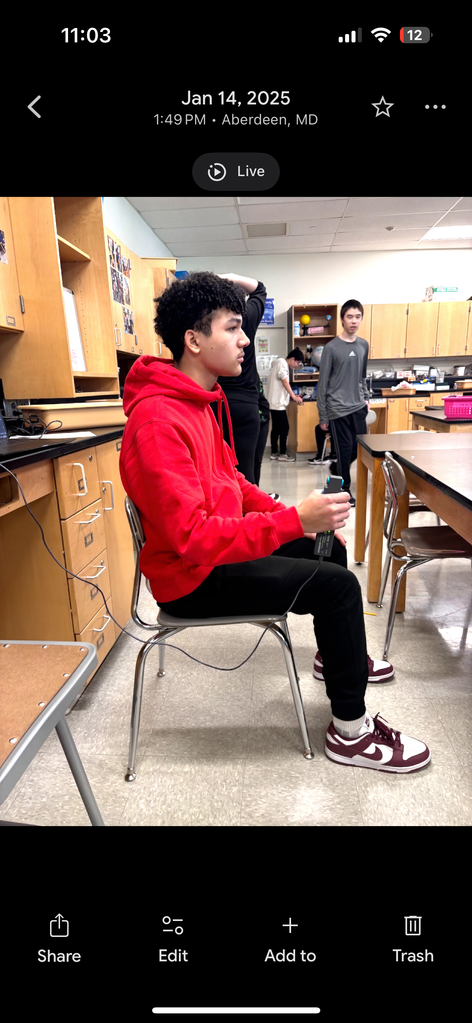 11:03
12
Jan 14, 2025
1:49 PM • Aberdeen, MD
Live
Share
Edit
Add to
Trash